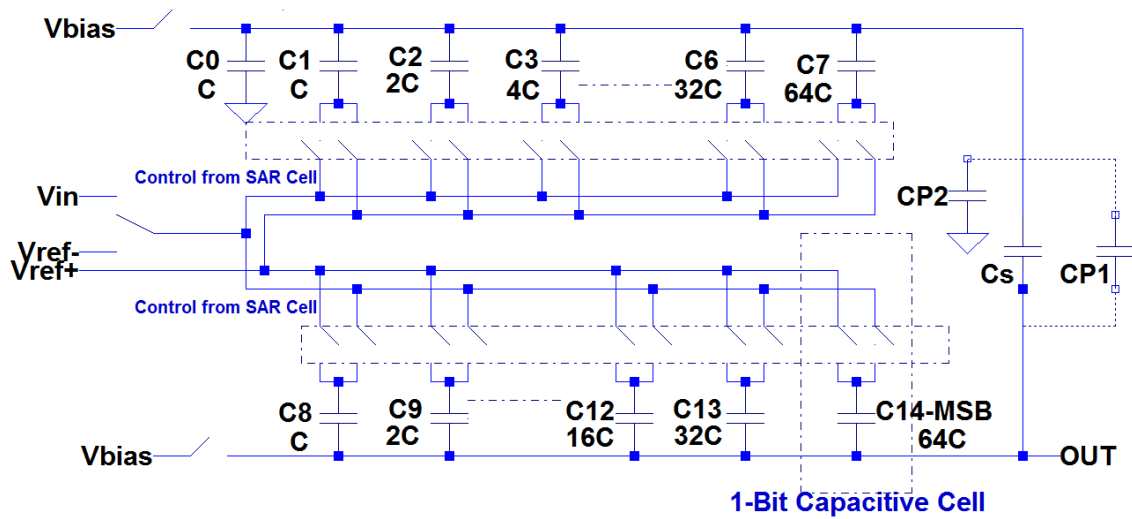 Vbias
C0
C
C1
C
C2
2C
C3
4C
C6
32C
C7
64C
Control from SAR Cell
Vin
Vref-
Vref+
CP2
Cs
CP1
Control from SAR Cell
C8
C
C9
2C
C12
16C
C13
32C
C14-MSB
64C
Vbias
OUT
1-Bit Capacitive Cell